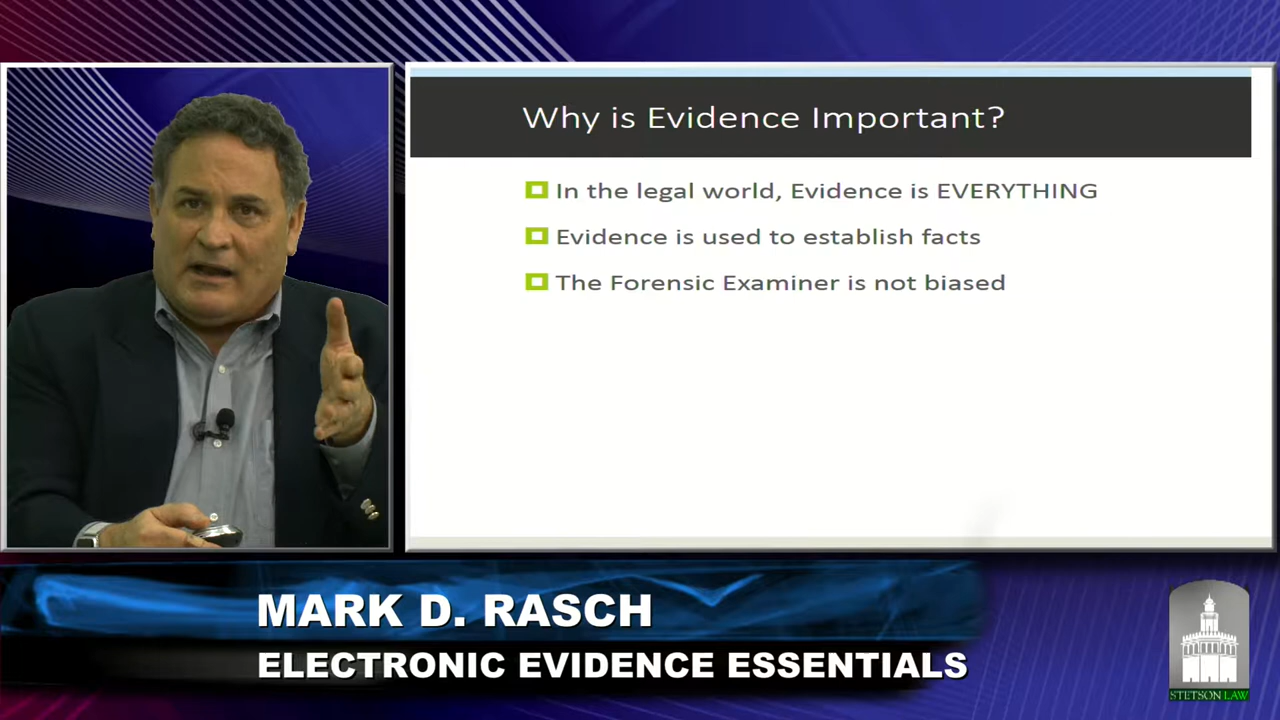 Why is Evidence Important?
In the legal world, Evidence is EVERYTHING
Evidence is used to establish facts
The Forensic Examiner is not biased
MARK D. RASCH
ELECTRONIC EVIDENCE ESSENTIALS
STETSON LAW